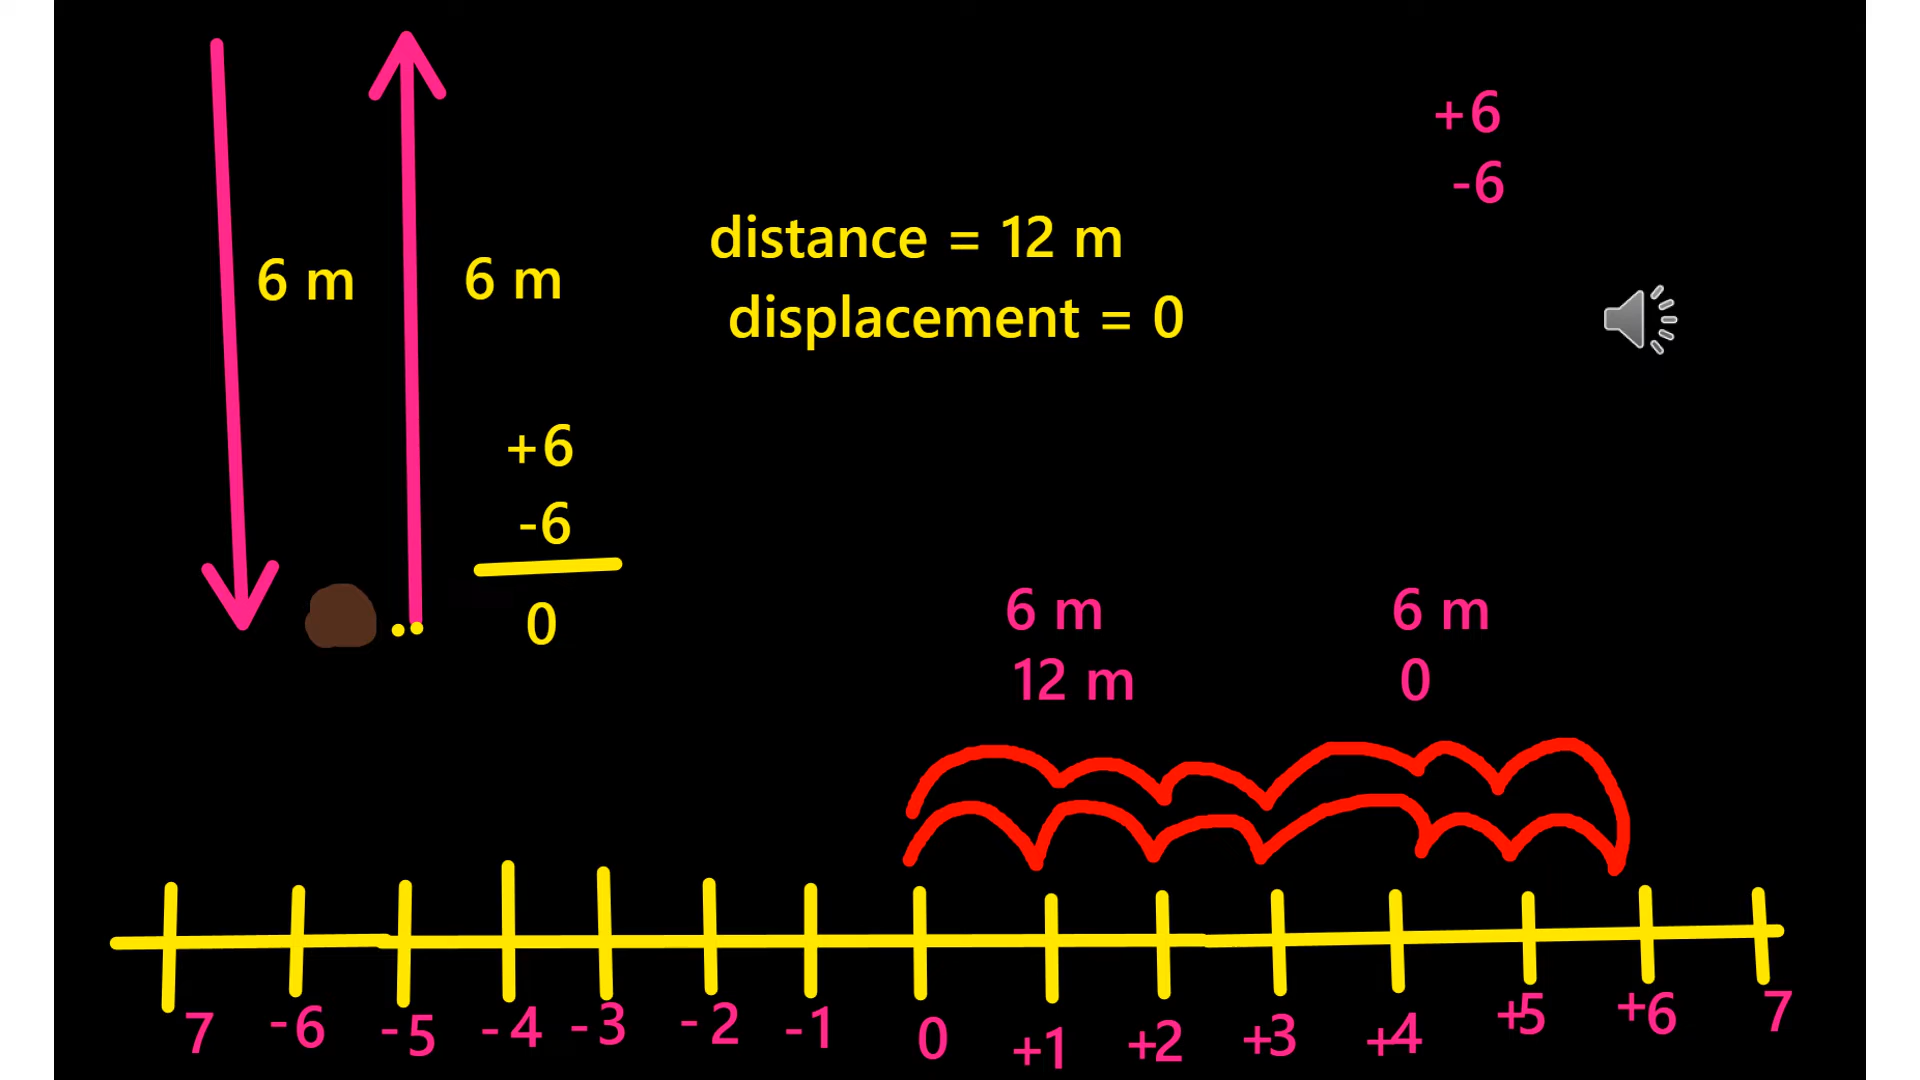 +6
-6
distance = 12 m
6 m 6 m
displacement = 0
+6
-6
0
6 m 6 m
12 m 0
7 -6 -5 -4 -3 -2 -1 0 +1 +2 +3 +4 +5 +6 7